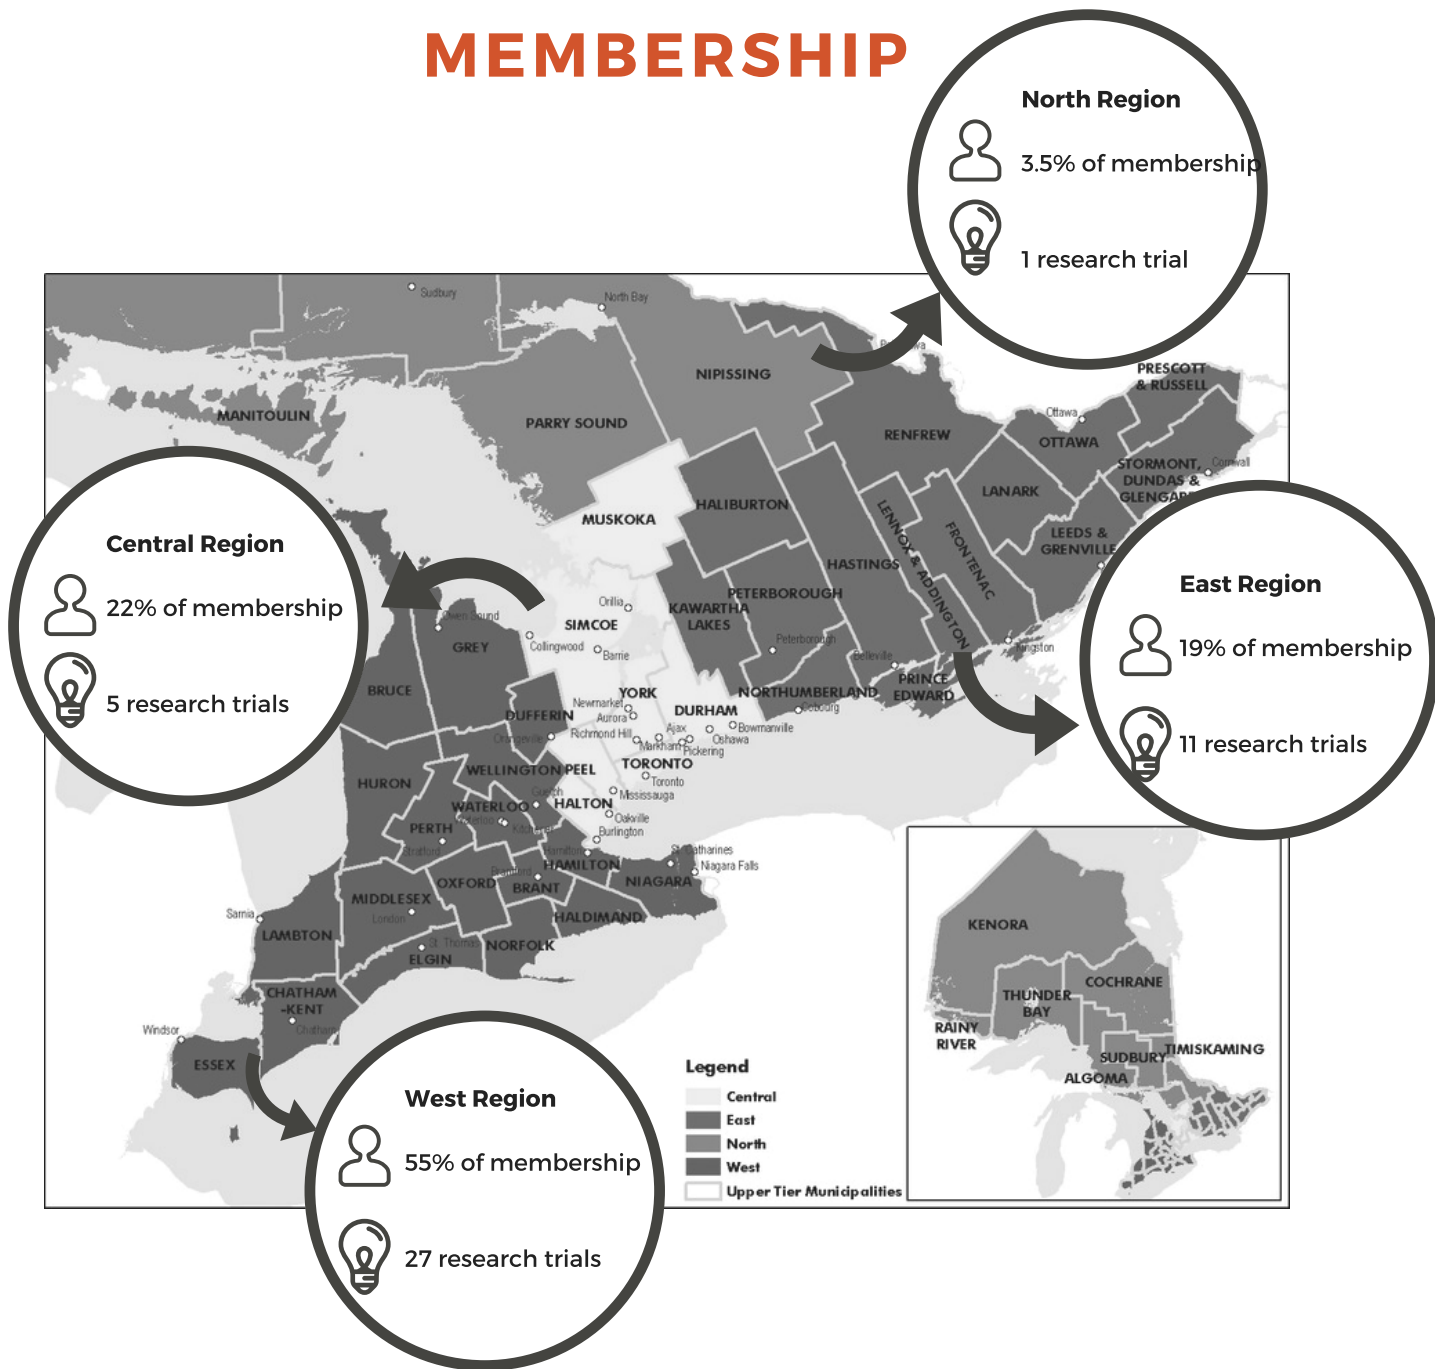 MEMBERSHIP
North Region
3.5% of membership
1 research trial
Sudbury
North Bay
NIPISSING
PRESCOTT
& RUSSELL
MANITOULIN
PARRY SOUND
Ottawa
RENFREW
OTTAWA
STORMONT,
DUNDAS &
Cornwall
LANARK
HALIBURTON
MUSKOKA
LENNOX & ADDINGTON
FRONTENAC
LEEDS &
GRENVILLE
HASTINGS
Central Region
22% of membership
5 research trials
East Region
19% of membership
11 research trials
PETERBOROUGH
KAWARTHA
LAKES
Orillia
SIMCOE
Owen Sound
Collingwood
Barrie
GREY
Peterborough
Belleville
Kingston
BRUCE
PRINCE
EDWARD
YORK
NORTHUMBERLAND
Cobourg
Newmarket
Aurora
DURHAM
DUFFERIN
Orangeville
Richmond Hill
Ajax
Bowmanville
Oshawa
Markham
Pickering
TORONTO
Toronto
WELLINGTON
PEEL
HURON
Guelph
Mississauga
WATERLOO
HALTON
Waterloo
Kitchener
Oakville
PERTH
Stratford
Burlington
Hamilton
HAMILTON
St. Catharines
Niagara Falls
Brantford
OXFORD
BRANT
NIAGARA
MIDDLESEX
London
HALDIMAND
Sarnia
LAMBTON
St. Thomas
ELGIN
NORFOLK
CHATHAM
-KENT
Chatham
Windsor
ESSEX
West Region
55% of membership
27 research trials
Legend
Central
East
North
West
Upper Tier Municipalities
KENORA
COCHRANE
THUNDER
BAY
RAINY
RIVER
SUDBURY
TIMISKAMING
ALGOMA